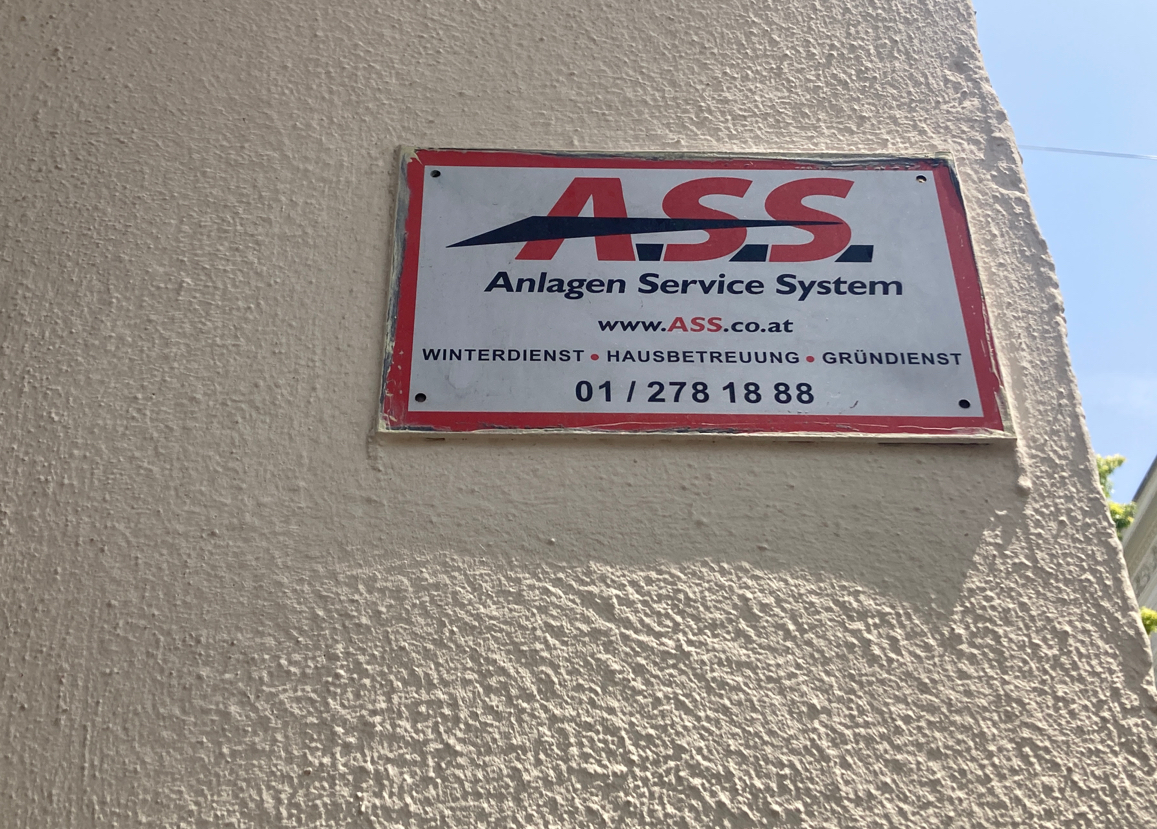 A.S.S.
Anlagen Service System
www.ASS.co.at
WINTERDIENST • HAUSBETREUUNG • GRÜNDIENST
01 / 278 18 88